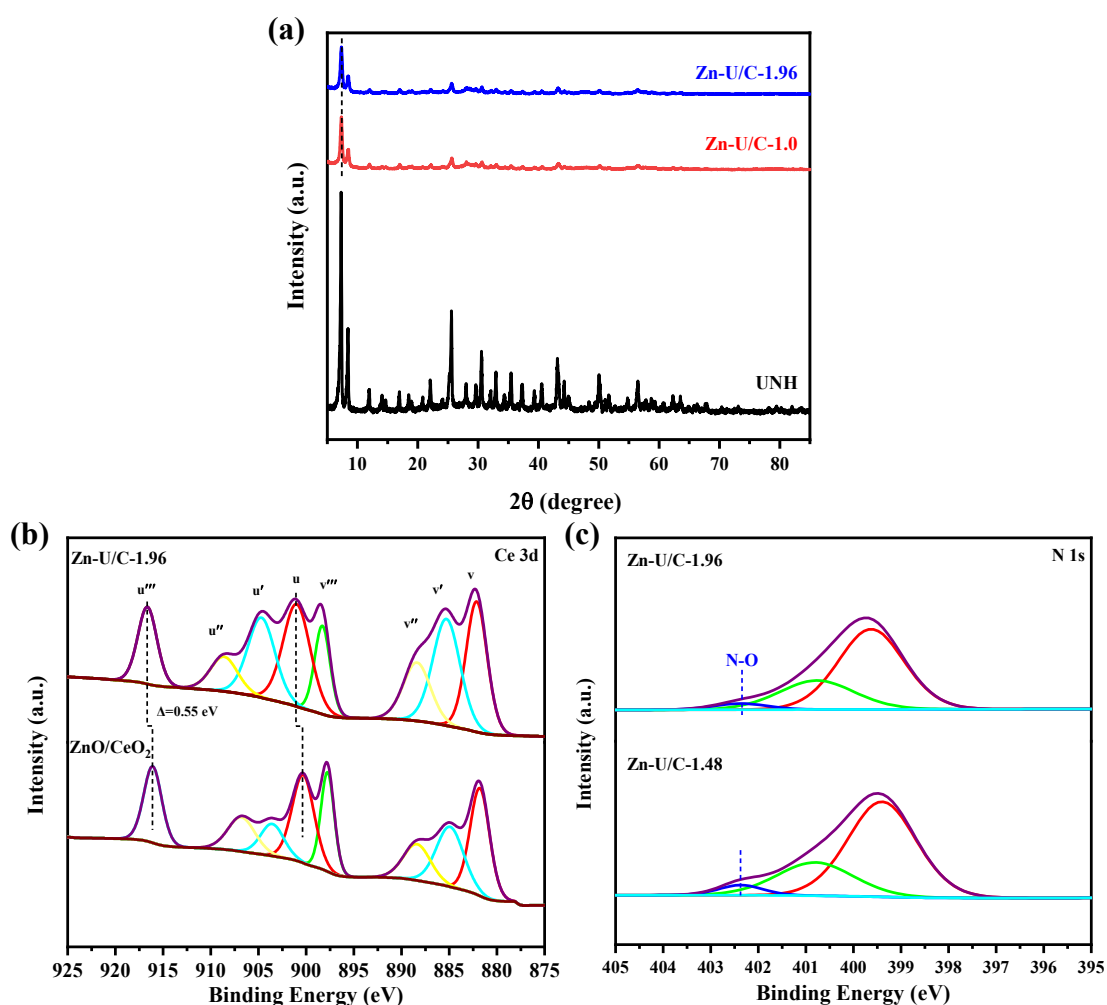 (a)
Zn-U/C-1.96
Zn-U/C-1.0
UNH
Intensity (a.u.)
10 20 30 40 50 60 70 80
2θ (degree)
(b)
Zn-U/C-1.96
Ce 3d
u‴
u″
u′
u
v‴
v″
v′
v
Δ=0.55 eV
ZnO/CeO₂
Intensity (a.u.)
925 920 915 910 905 900 895 890 885 880 875
Binding Energy (eV)
(c)
Zn-U/C-1.96
N 1s
N-O
Zn-U/C-1.48
Intensity (a.u.)
405 404 403 402 401 400 399 398 397 396 395
Binding Energy (eV)